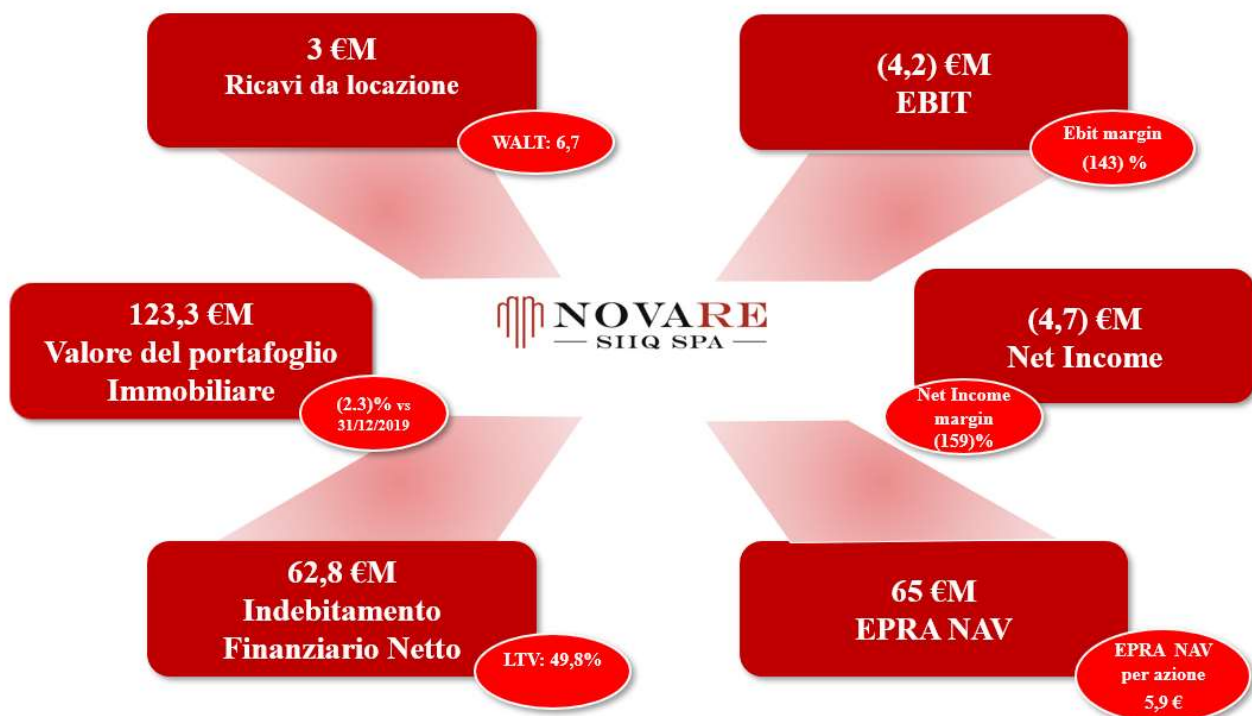 3 €M
Ricavi da locazione
WALT: 6,7
(4,2) €M
EBIT
Ebit margin
(143) %
123,3 €M
Valore del portafoglio
Immobiliare
(2.3)% vs
31/12/2019
NOVARE
SIIQ SPA
(4,7) €M
Net Income
Net Income
margin
(159)%
62,8 €M
Indebitamento
Finanziario Netto
LTV: 49,8%
65 €M
EPRA NAV
EPRA NAV
per azione
5,9 €